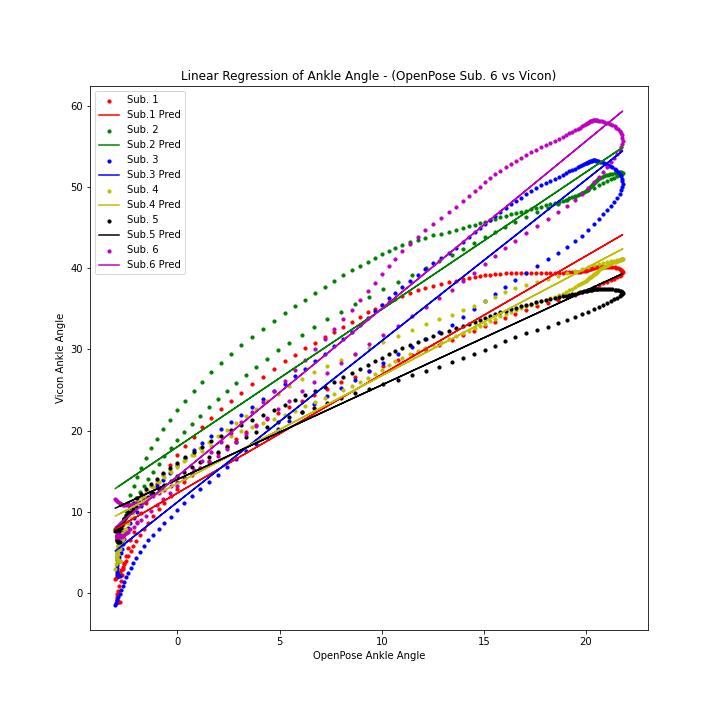 Linear Regression of Ankle Angle - (OpenPose Sub. 6 vs Vicon)
Sub. 1
Sub.1 Pred
Sub. 2
Sub.2 Pred
Sub. 3
Sub.3 Pred
Sub. 4
Sub.4 Pred
Sub. 5
Sub.5 Pred
Sub. 6
Sub.6 Pred
Vicon Ankle Angle
60
50
40
30
20
10
0
0 5 10 15 20
OpenPose Ankle Angle